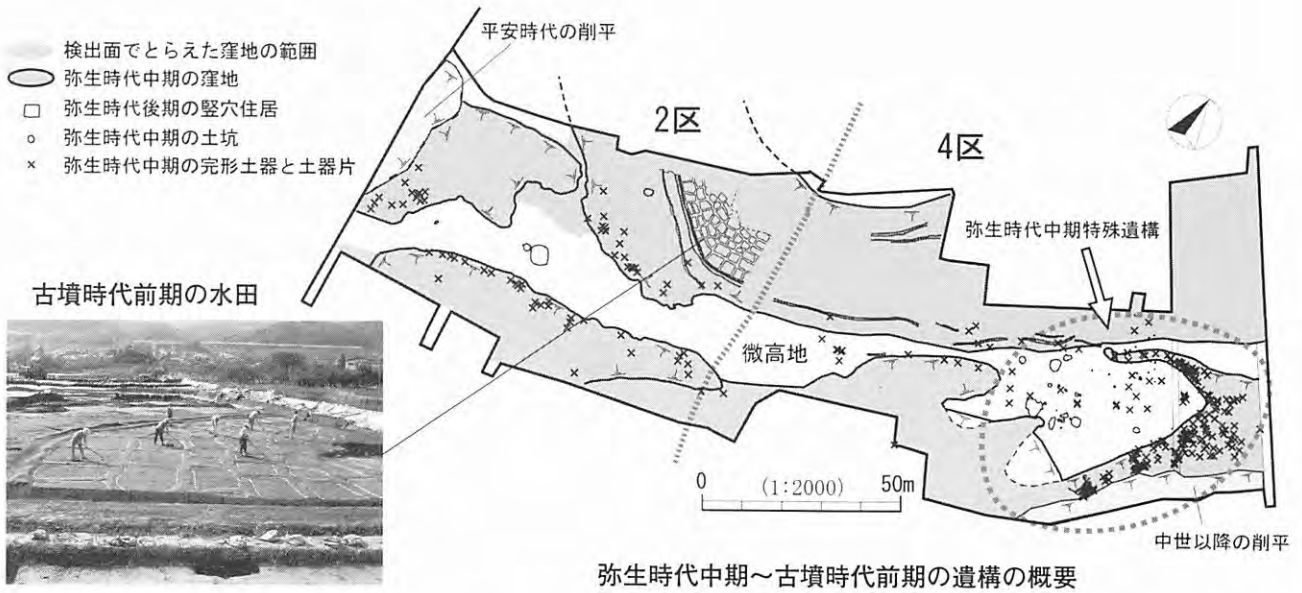 検出面でとらえた窪地の範囲
弥生時代中期の窪地
弥生時代後期の竪穴住居
弥生時代中期の土坑
弥生時代中期の完形土器と土器片
平安時代の削平
2区
4区
弥生時代中期特殊遺構
古墳時代前期の水田
微高地
0 (1:2000) 50m
中世以降の削平
弥生時代中期～古墳時代前期の遺構の概要